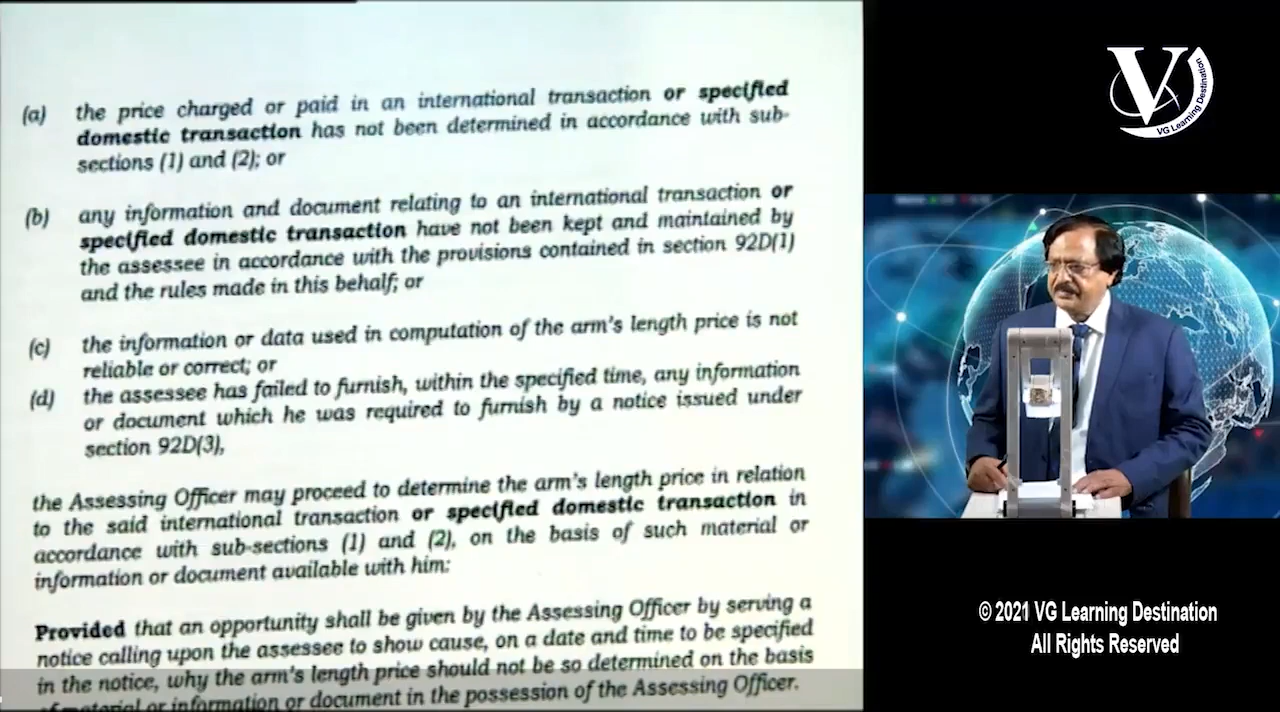 (a) the price charged or paid in an international transaction or specified
domestic transaction has not been determined in accordance with sub-
sections (1) and (2); or
(b) any information and document relating to an international transaction or
specified domestic transaction have not been kept and maintained by
the assessee in accordance with the provisions contained in section 92D(1)
and the rules made in this behalf; or
(c) the information or data used in computation of the arm's length price is not
reliable or correct; or
(d) the assessee has failed to furnish, within the specified time, any information
or document which he was required to furnish by a notice issued under
section 92D(3),
the Assessing Officer may proceed to determine the arm's length price in relation
to the said international transaction or specified domestic transaction in
accordance with sub-sections (1) and (2), on the basis of such material or
information or document available with him:
Provided that an opportunity shall be given by the Assessing Officer by serving a
notice calling upon the assessee to show cause, on a date and time to be specified
in the notice, why the arm's length price should not be so determined on the basis
of material or information or document in the possession of the Assessing Officer.
V
VG Learning Destination
© 2021 VG Learning Destination
All Rights Reserved